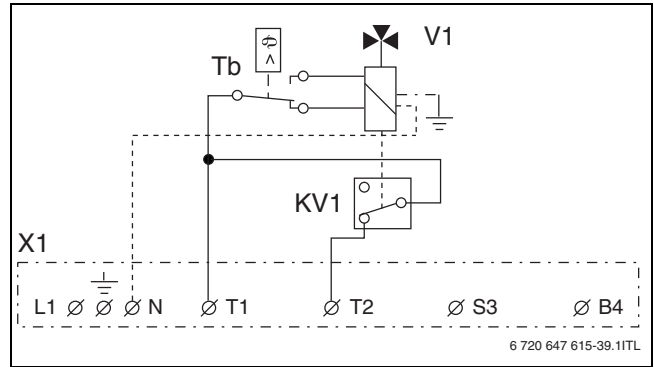 V1
ϑ <
Tb
KV1
X1
L1 N T1 T2 S3 B4
6 720 647 615-39.1ITL